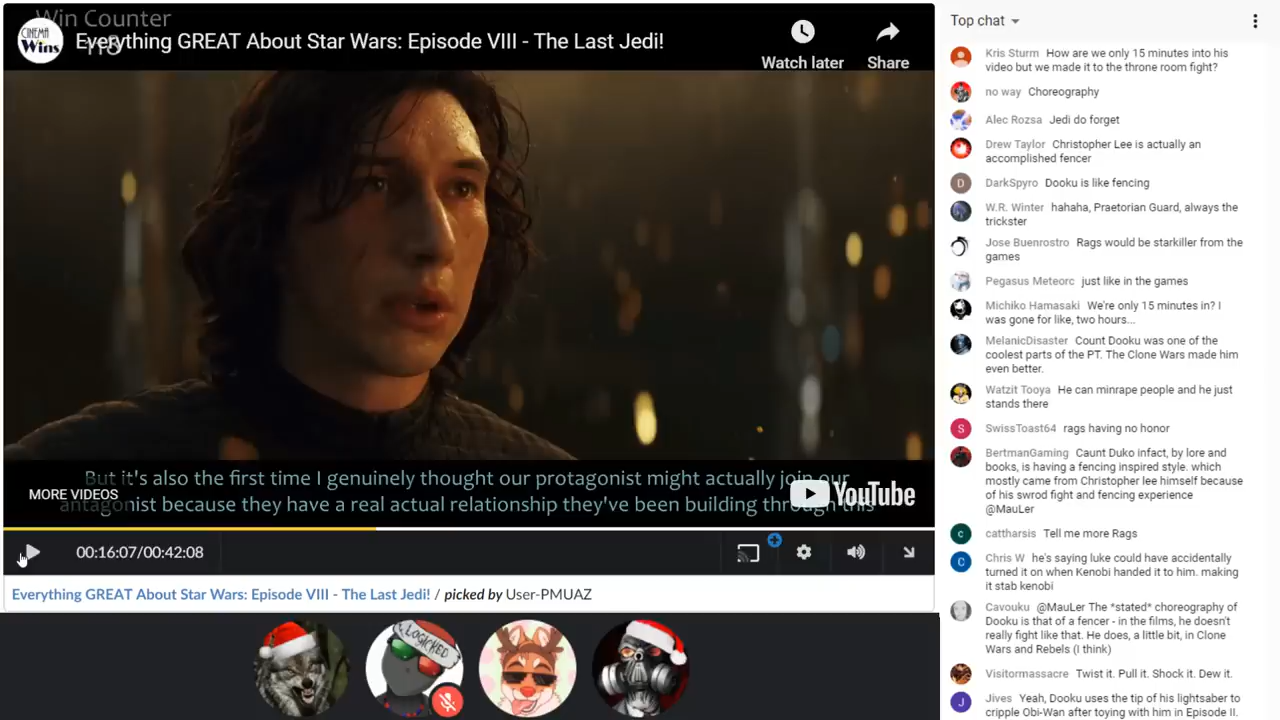 Win Counter
113
CINEMA
Wins
Everything GREAT About Star Wars: Episode VIII - The Last Jedi!
Watch later
Share
But it's also the first time I genuinely thought our protagonist might actually join our
antagonist because they have a real actual relationship they've been building through this
MORE VIDEOS
YouTube
00:16:07/00:42:08
Everything GREAT About Star Wars: Episode VIII - The Last Jedi! / picked by User-PMUAZ
LOGICKED
Top chat
Kris Sturm How are we only 15 minutes into his
video but we made it to the throne room fight?
no way Choreography
Alec Rozsa Jedi do forget
Drew Taylor Christopher Lee is actually an
accomplished fencer
D
DarkSpyro Dooku is like fencing
W.R. Winter hahaha, Praetorian Guard, always the
trickster
Jose Buenrostro Rags would be starkiller from the
games
Pegasus Meteorc just like in the games
Michiko Hamasaki We're only 15 minutes in? I
was gone for like, two hours...
MelanicDisaster Count Dooku was one of the
coolest parts of the PT. The Clone Wars made him
even better.
Watzit Tooya He can minrape people and he just
stands there
S
SwissToast64 rags having no honor
BertmanGaming Caunt Duko infact, by lore and
books, is having a fencing inspired style. which
mostly came from Christopher lee himself because
of his swrod fight and fencing experience
@MauLer
c
cattharsis Tell me more Rags
C
Chris W he's saying luke could have accidentally
turned it on when Kenobi handed it to him. making
it stab kenobi
Cavouku @MauLer The *stated* choreography of
Dooku is that of a fencer - in the films, he doesn't
really fight like that. He does, a little bit, in Clone
Wars and Rebels (I think)
Visitormassacre Twist it. Pull it. Shock it. Dew it.
J
Jives Yeah, Dooku uses the tip of his lightsaber to
cripple Obi-Wan after toying with him in Episode II.